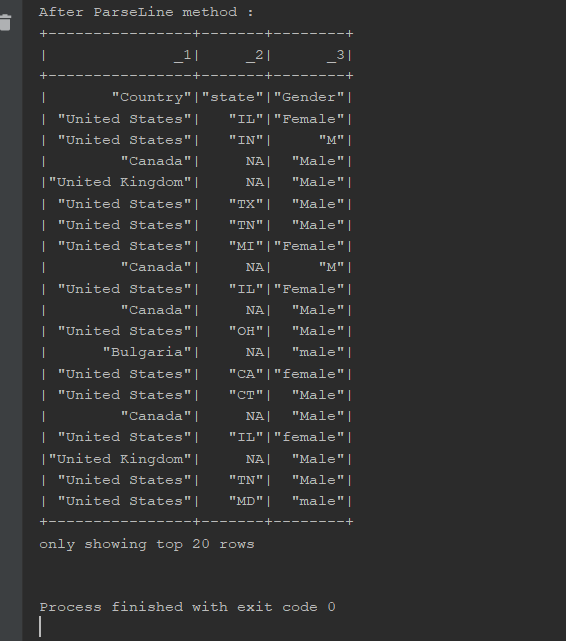 After ParseLine method :
+----------------+-------+--------+
|              _1|     _2|      _3|
+----------------+-------+--------+
|       "Country"|"state"|"Gender"|
| "United States"|   "IL"|"Female"|
| "United States"|   "IN"|     "M"|
|        "Canada"|     NA|  "Male"|
|"United Kingdom"|     NA|  "Male"|
| "United States"|   "TX"|  "Male"|
| "United States"|   "TN"|  "Male"|
| "United States"|   "MI"|"Female"|
|        "Canada"|     NA|     "M"|
| "United States"|   "IL"|"Female"|
|        "Canada"|     NA|  "Male"|
| "United States"|   "OH"|  "Male"|
|      "Bulgaria"|     NA|  "male"|
| "United States"|   "CA"|"female"|
| "United States"|   "CT"|  "Male"|
|        "Canada"|     NA|  "Male"|
| "United States"|   "IL"|"female"|
|"United Kingdom"|     NA|  "Male"|
| "United States"|   "TN"|  "Male"|
| "United States"|   "MD"|  "male"|
+----------------+-------+--------+
only showing top 20 rows
Process finished with exit code 0